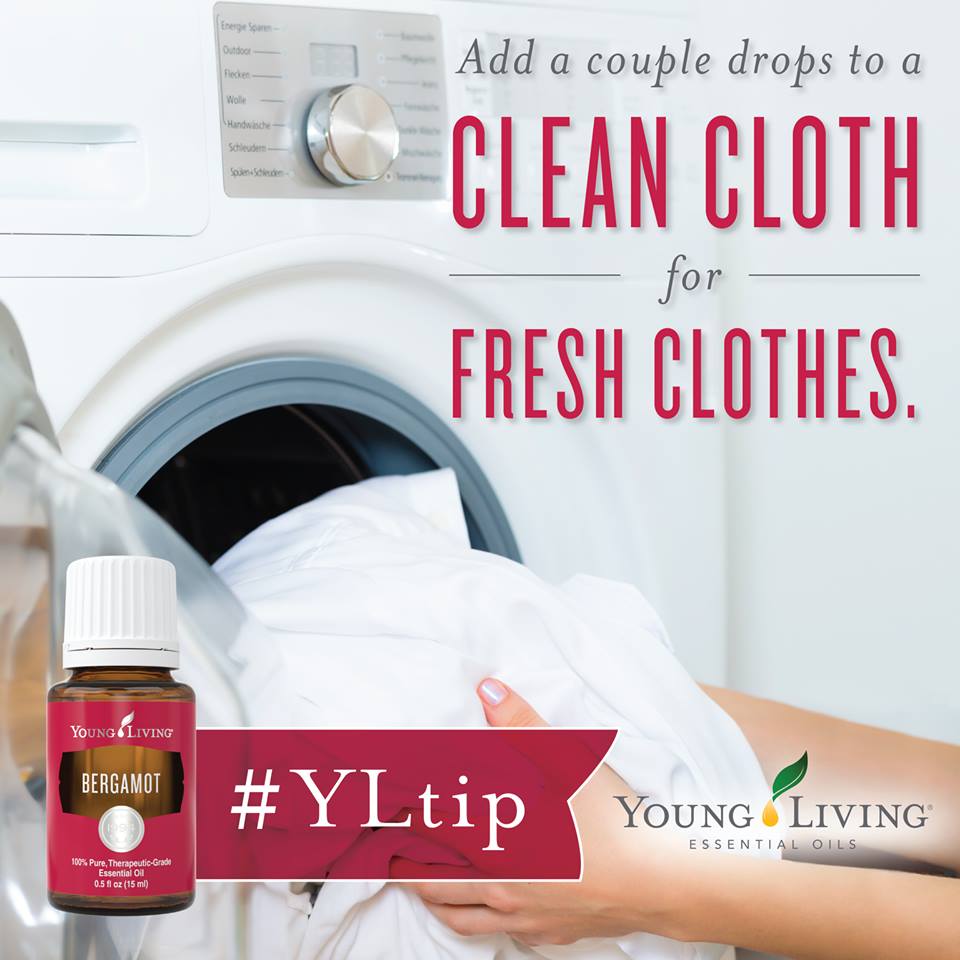 Energie Sparen
Outdoor
Flecken
Wolle
Handwäsche
Schleudern
Spülen+Schleudern
Add a couple drops to a
CLEAN CLOTH
for
FRESH CLOTHES.
YOUNG LIVING®
BERGAMOT
100% Pure, Therapeutic-Grade
Essential Oil
0.5 fl oz (15 ml)
#YLtip
YOUNG LIVING®
ESSENTIAL OILS